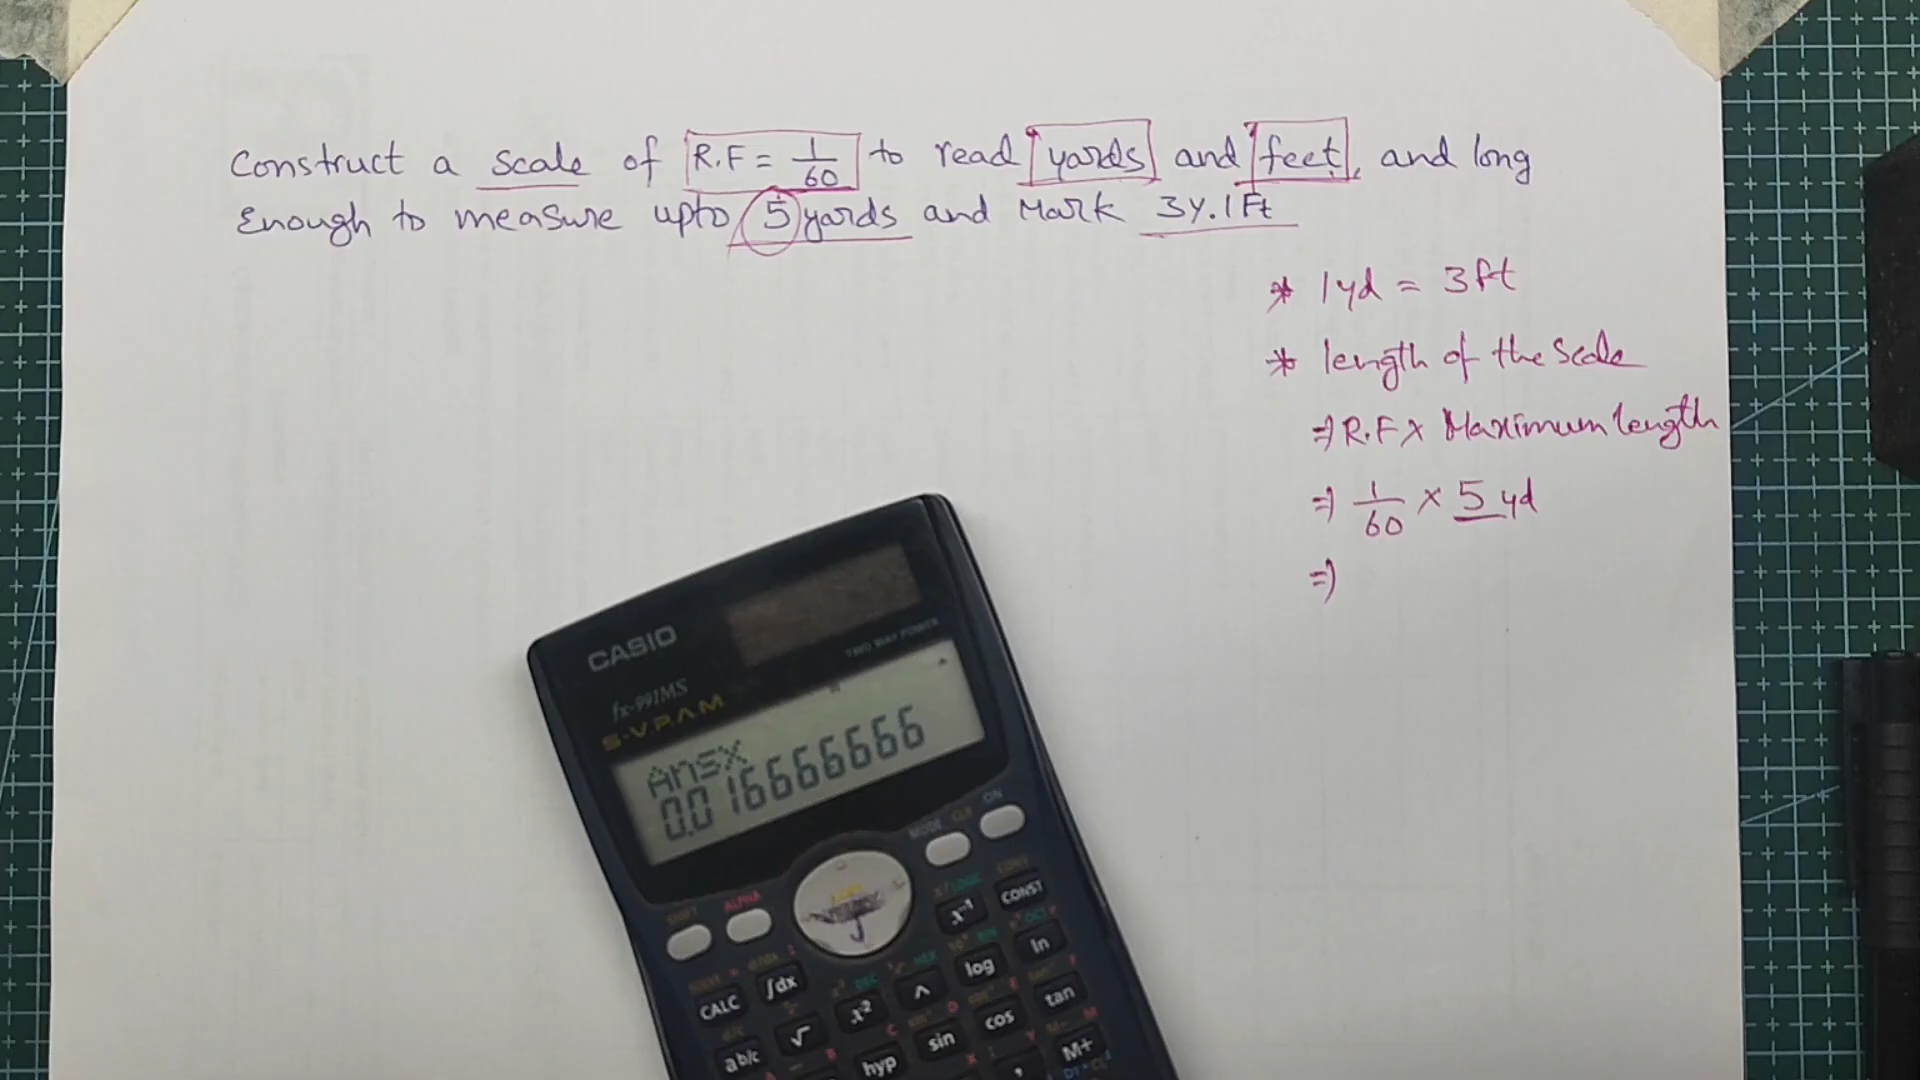 Construct a scale of R.F = 1/60 to read yards and feet, and long
Enough to measure upto 5 yards and Mark 3y.1Ft
* 1yd = 3ft
* length of the scale
⇒ R.F x Maximum length
⇒ 1/60 x 5 yd
⇒
CASIO
TWO WAY POWER
fx-991MS
S-V.P.A.M.
Ans×
0.016666666
MODE CLR ON
SHIFT ALPHA
x⁻¹ CONST
CALC ∫dx
log ln
ab/c √ x² ^
hyp sin cos tan
M+